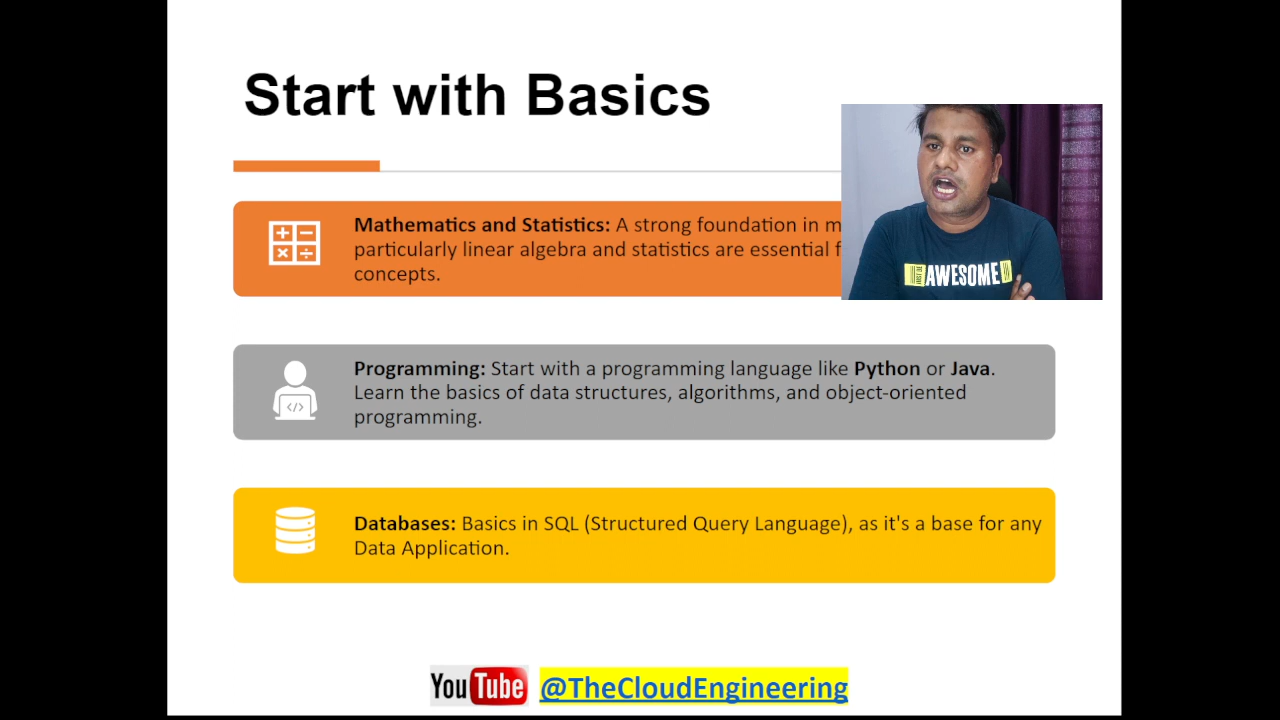 Start with Basics
Mathematics and Statistics: A strong foundation in
particularly linear algebra and statistics are essential
concepts.
AWESOME
Programming: Start with a programming language like Python or Java.
Learn the basics of data structures, algorithms, and object-oriented
programming.
</>
Databases: Basics in SQL (Structured Query Language), as it's a base for any
Data Application.
YouTube @TheCloudEngineering